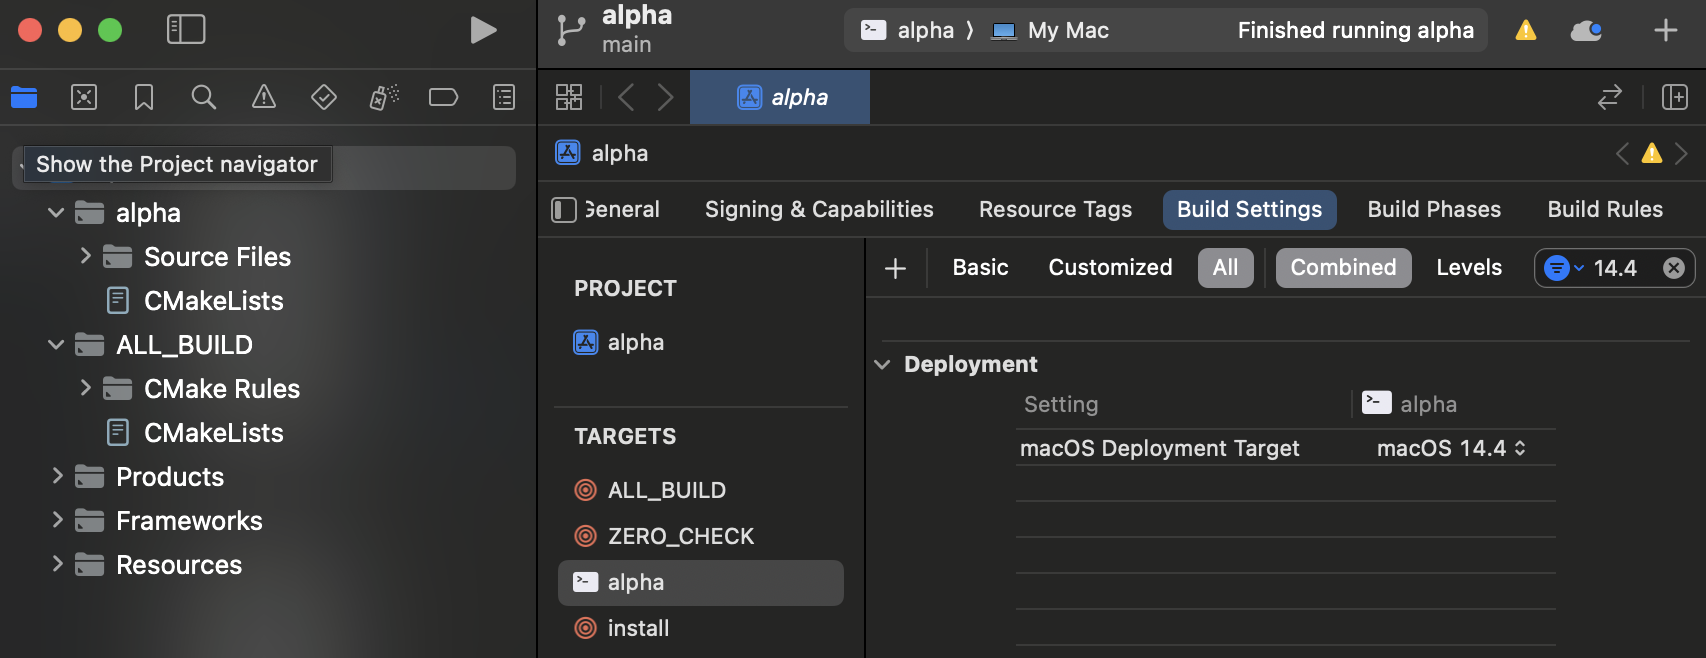 alpha
main
alpha ⟩ My Mac
Finished running alpha
alpha
Show the Project navigator
alpha
Source Files
CMakeLists
ALL_BUILD
CMake Rules
CMakeLists
Products
Frameworks
Resources
alpha
General Signing & Capabilities Resource Tags Build Settings Build Phases Build Rules
PROJECT
alpha
TARGETS
ALL_BUILD
ZERO_CHECK
alpha
install
Basic Customized All Combined Levels 14.4
Deployment
Setting alpha
macOS Deployment Target macOS 14.4